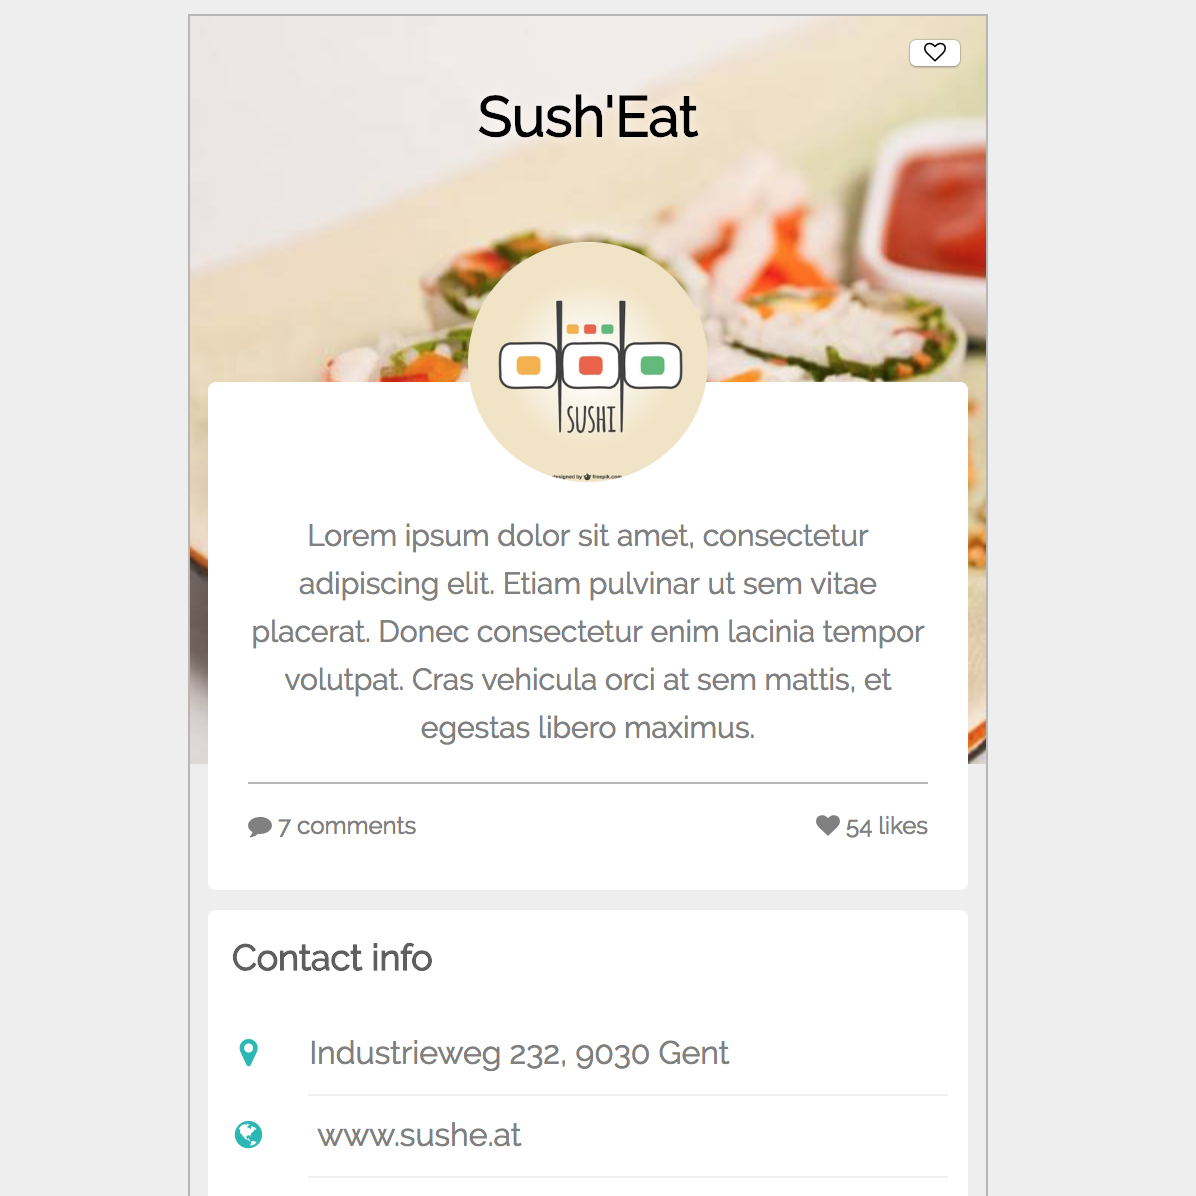 Sush'Eat
SUSHI
designed by freepik.com
Lorem ipsum dolor sit amet, consectetur
adipiscing elit. Etiam pulvinar ut sem vitae
placerat. Donec consectetur enim lacinia tempor
volutpat. Cras vehicula orci at sem mattis, et
egestas libero maximus.
7 comments
54 likes
Contact info
Industrieweg 232, 9030 Gent
www.sushe.at